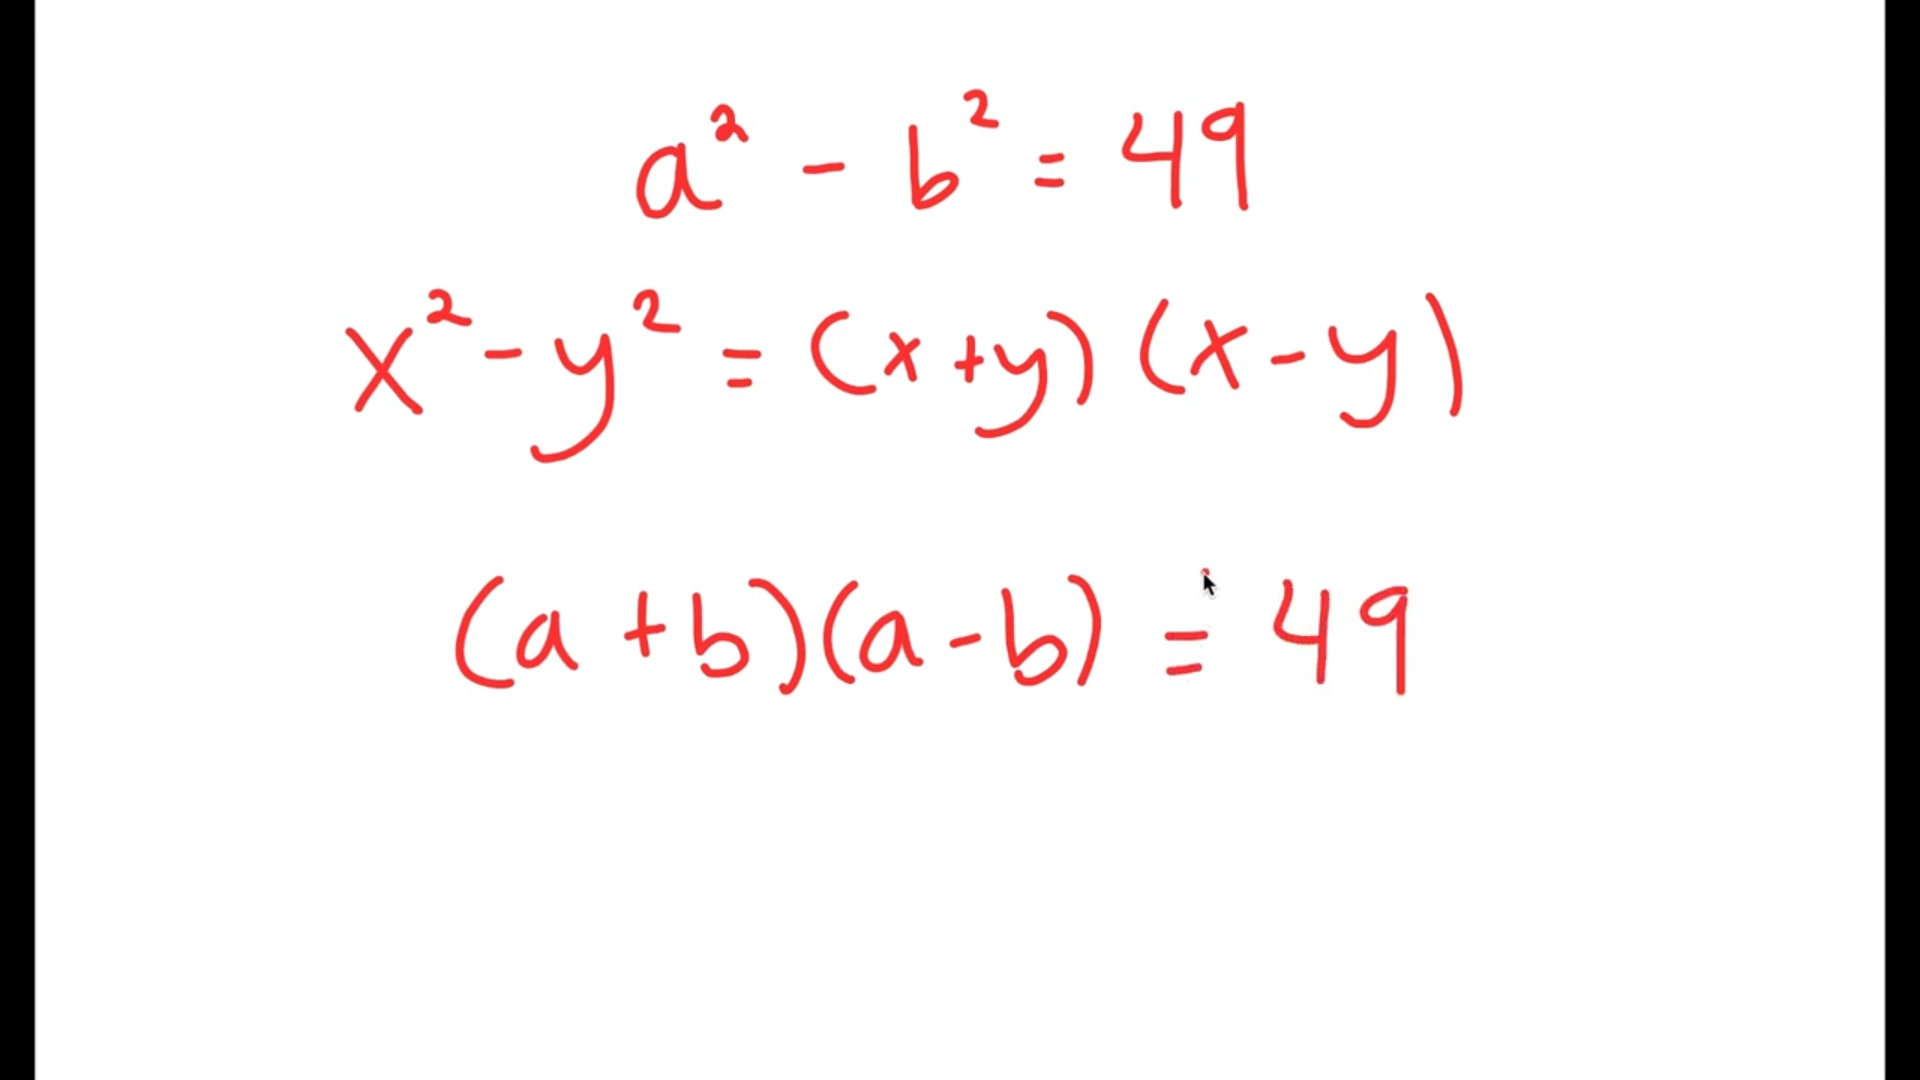 a² - b² = 49
x² - y² = (x + y) (x - y)
(a + b)(a - b) = 49